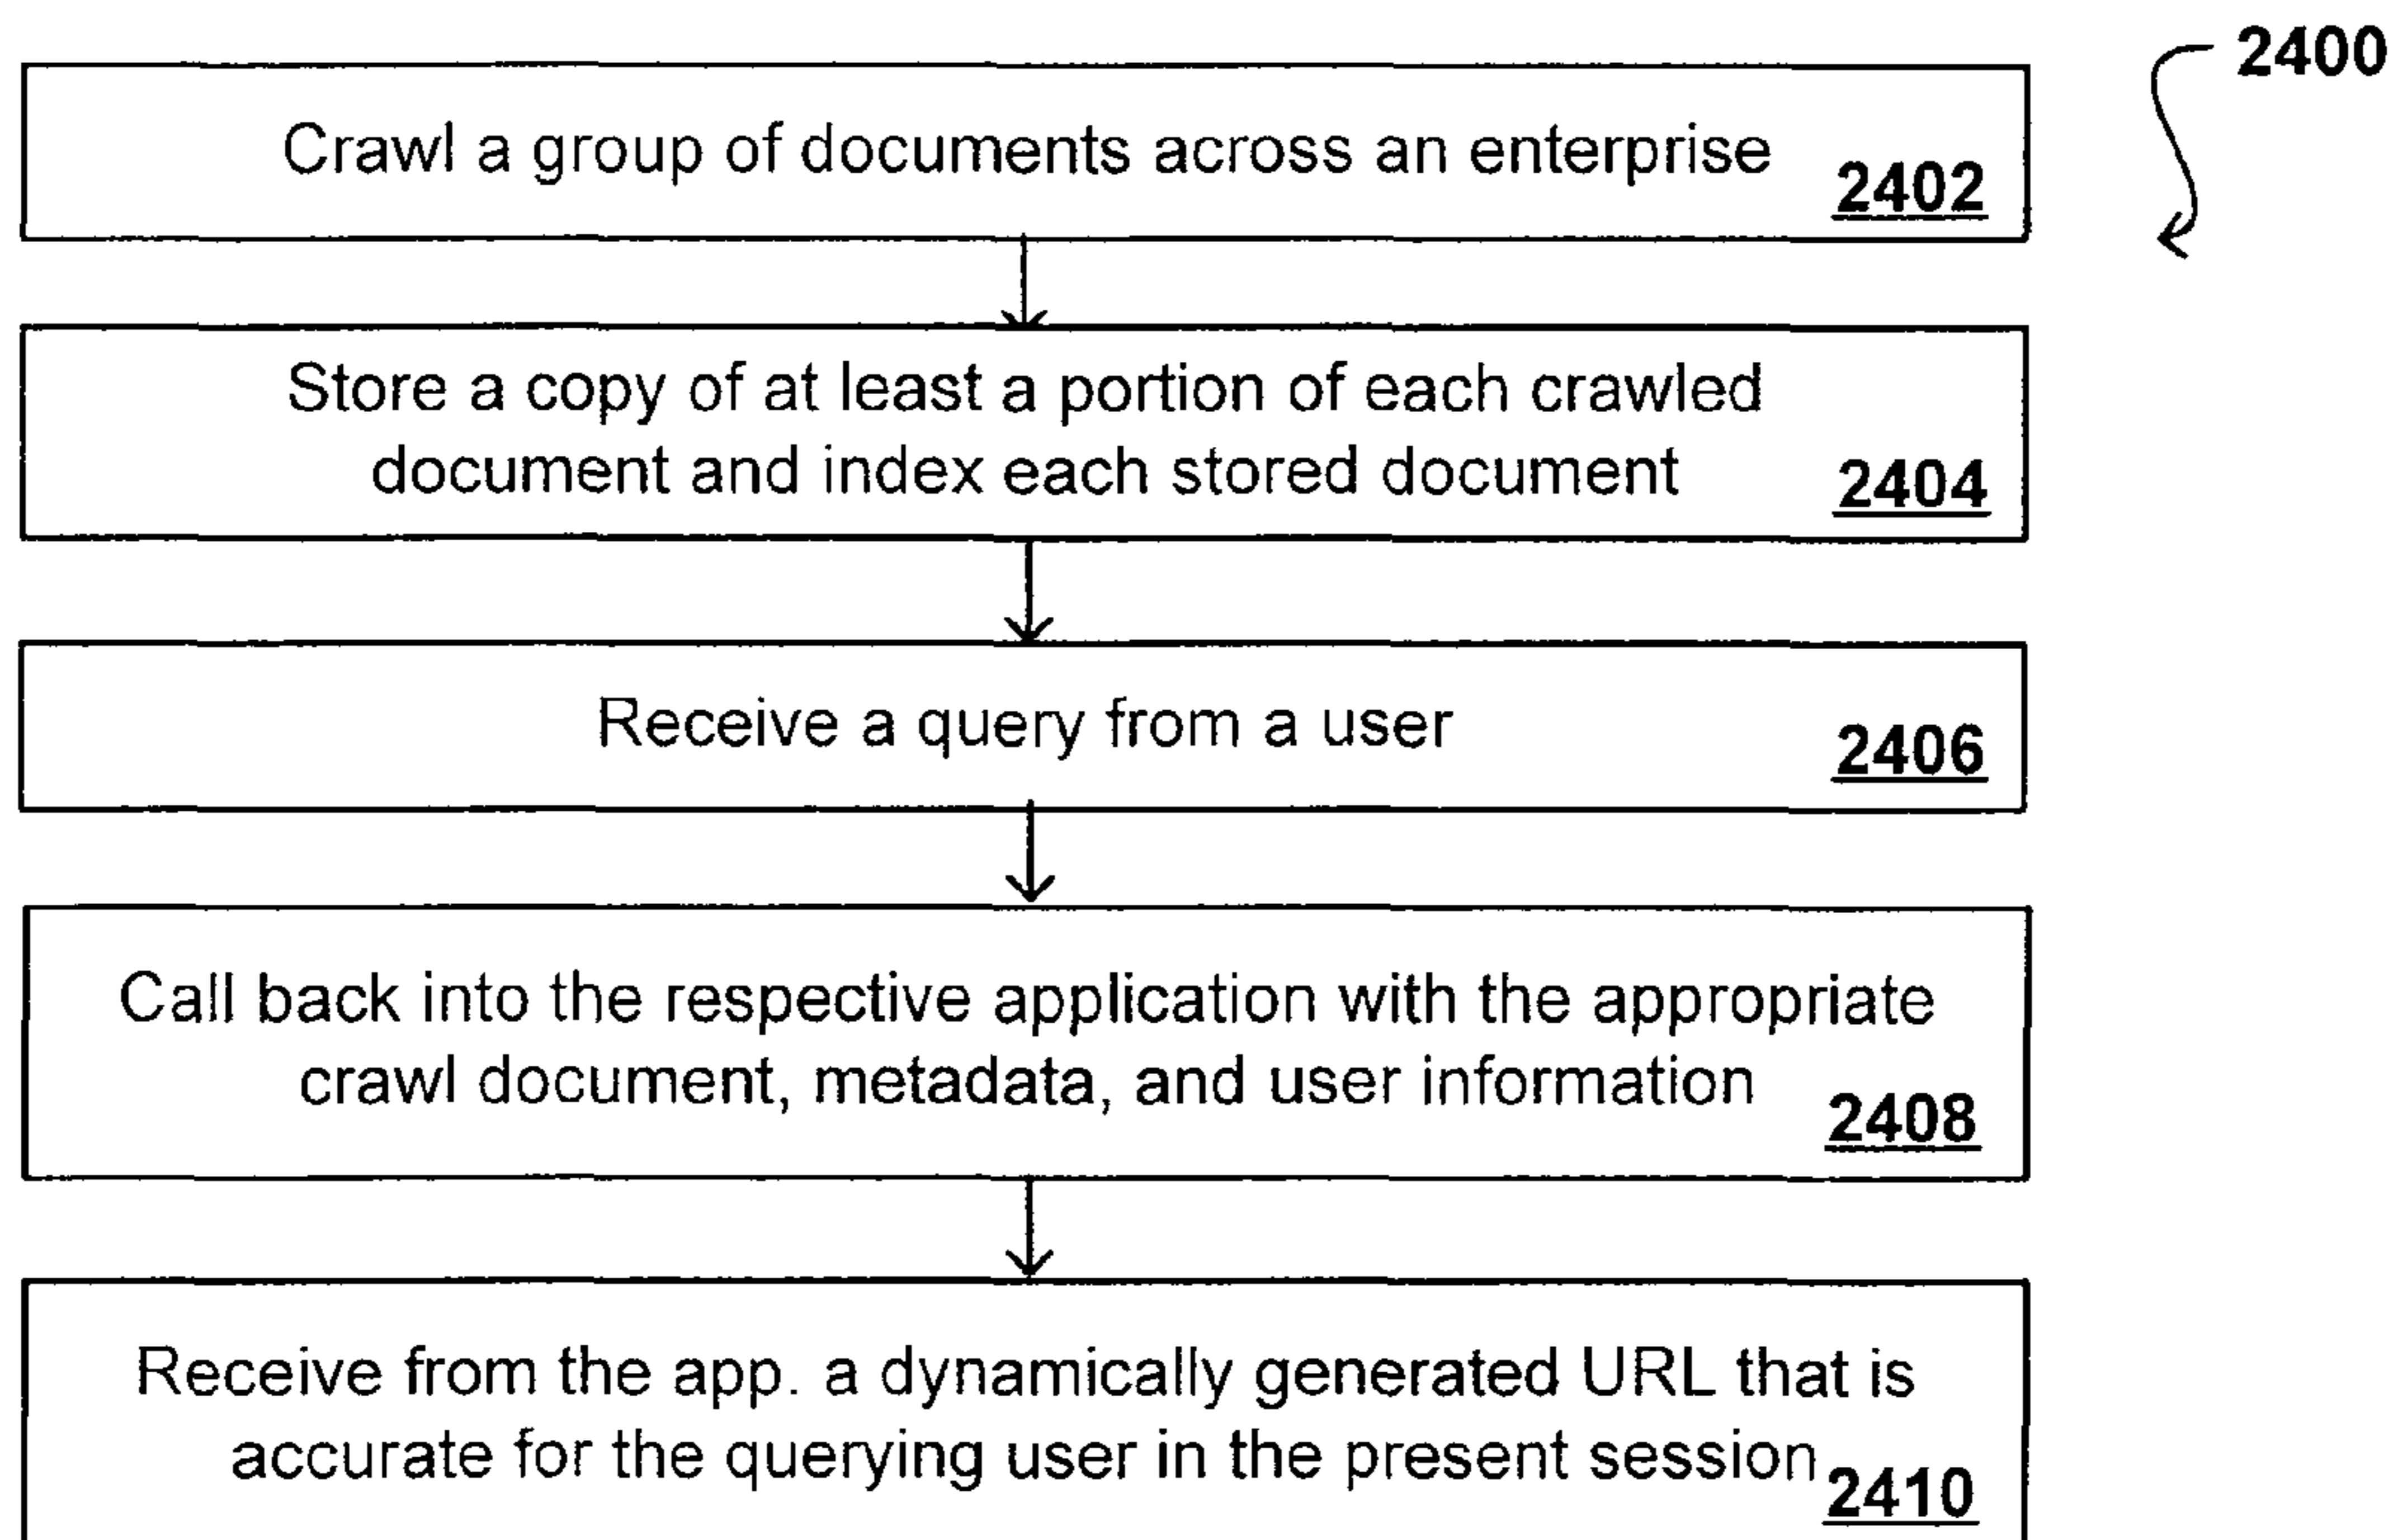 2400
Crawl a group of documents across an enterprise
2402
Store a copy of at least a portion of each crawled
document and index each stored document
2404
Receive a query from a user
2406
Call back into the respective application with the appropriate
crawl document, metadata, and user information
2408
Receive from the app. a dynamically generated URL that is
accurate for the querying user in the present session
2410